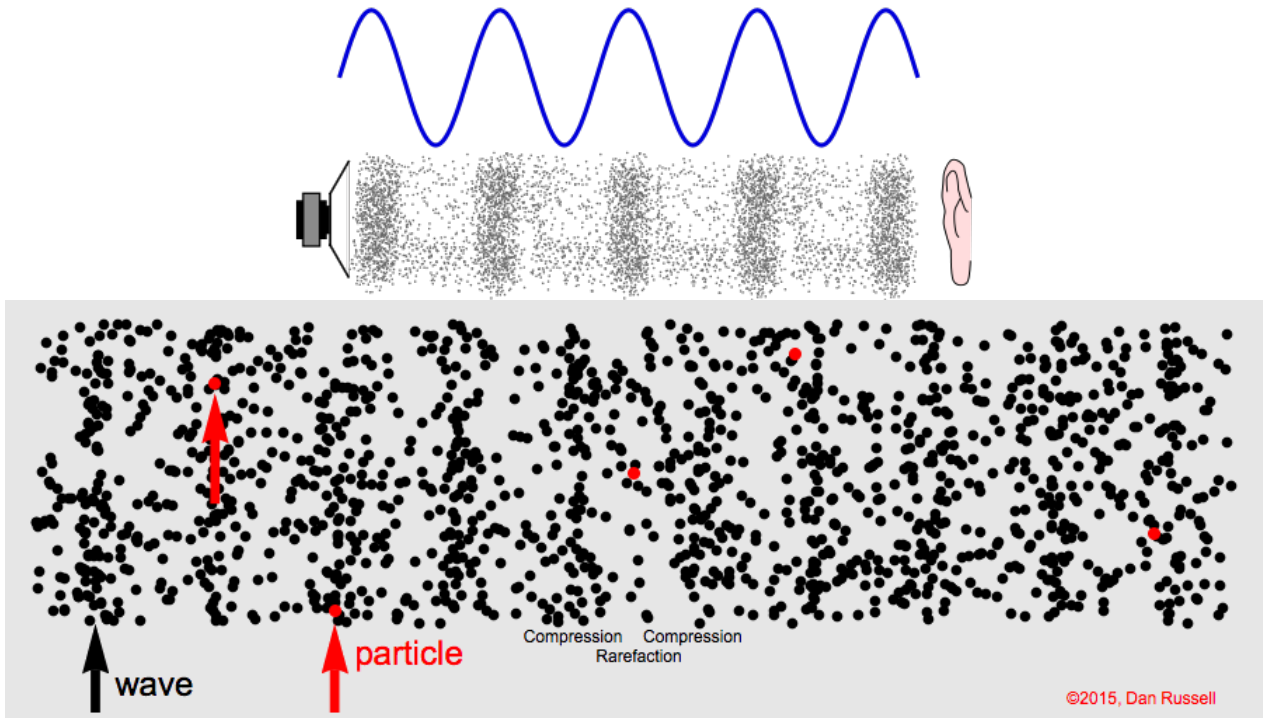 particle
wave
Compression Compression
Rarefaction
©2015, Dan Russell